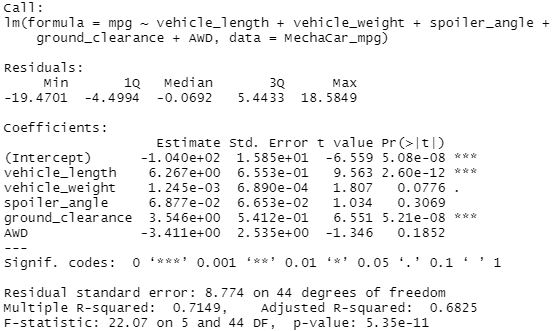 Call:
lm(formula = mpg ~ vehicle_length + vehicle_weight + spoiler_angle +
    ground_clearance + AWD, data = MechaCar_mpg)
Residuals:
     Min       1Q   Median       3Q      Max
-19.4701  -4.4994  -0.0692   5.4433  18.5849
Coefficients:
                   Estimate Std. Error t value Pr(>|t|)
(Intercept)      -1.040e+02  1.585e+01  -6.559 5.08e-08 ***
vehicle_length    6.267e+00  6.553e-01   9.563 2.60e-12 ***
vehicle_weight    1.245e-03  6.890e-04   1.807   0.0776 .
spoiler_angle     6.877e-02  6.653e-02   1.034   0.3069
ground_clearance  3.546e+00  5.412e-01   6.551 5.21e-08 ***
AWD              -3.411e+00  2.535e+00  -1.346   0.1852
---
Signif. codes:  0 ‘***’ 0.001 ‘**’ 0.01 ‘*’ 0.05 ‘.’ 0.1 ‘ ’ 1
Residual standard error: 8.774 on 44 degrees of freedom
Multiple R-squared:  0.7149,	Adjusted R-squared:  0.6825
F-statistic: 22.07 on 5 and 44 DF,  p-value: 5.35e-11